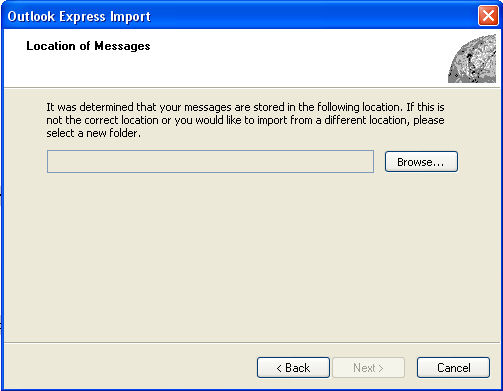 Outlook Express Import
Location of Messages
It was determined that your messages are stored in the following location. If this is
not the correct location or you would like to import from a different location, please
select a new folder.
Browse...
< Back
Next >
Cancel